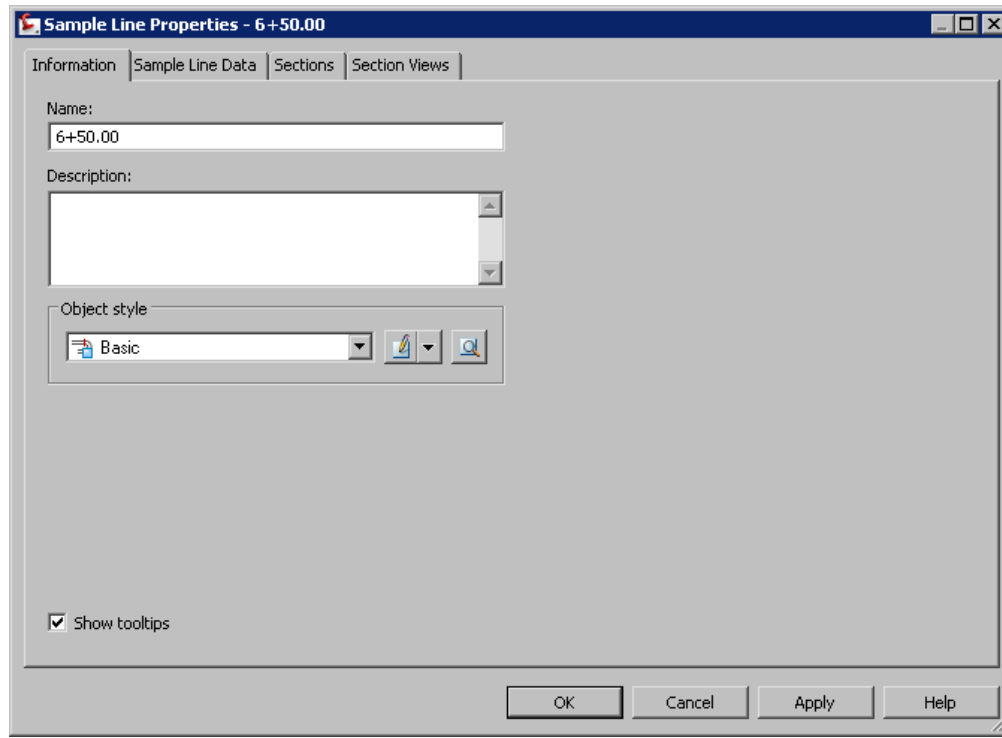 Sample Line Properties - 6+50.00
Information Sample Line Data Sections Section Views
Name:
6+50.00
Description:
Object style
Basic
Show tooltips
OK Cancel Apply Help